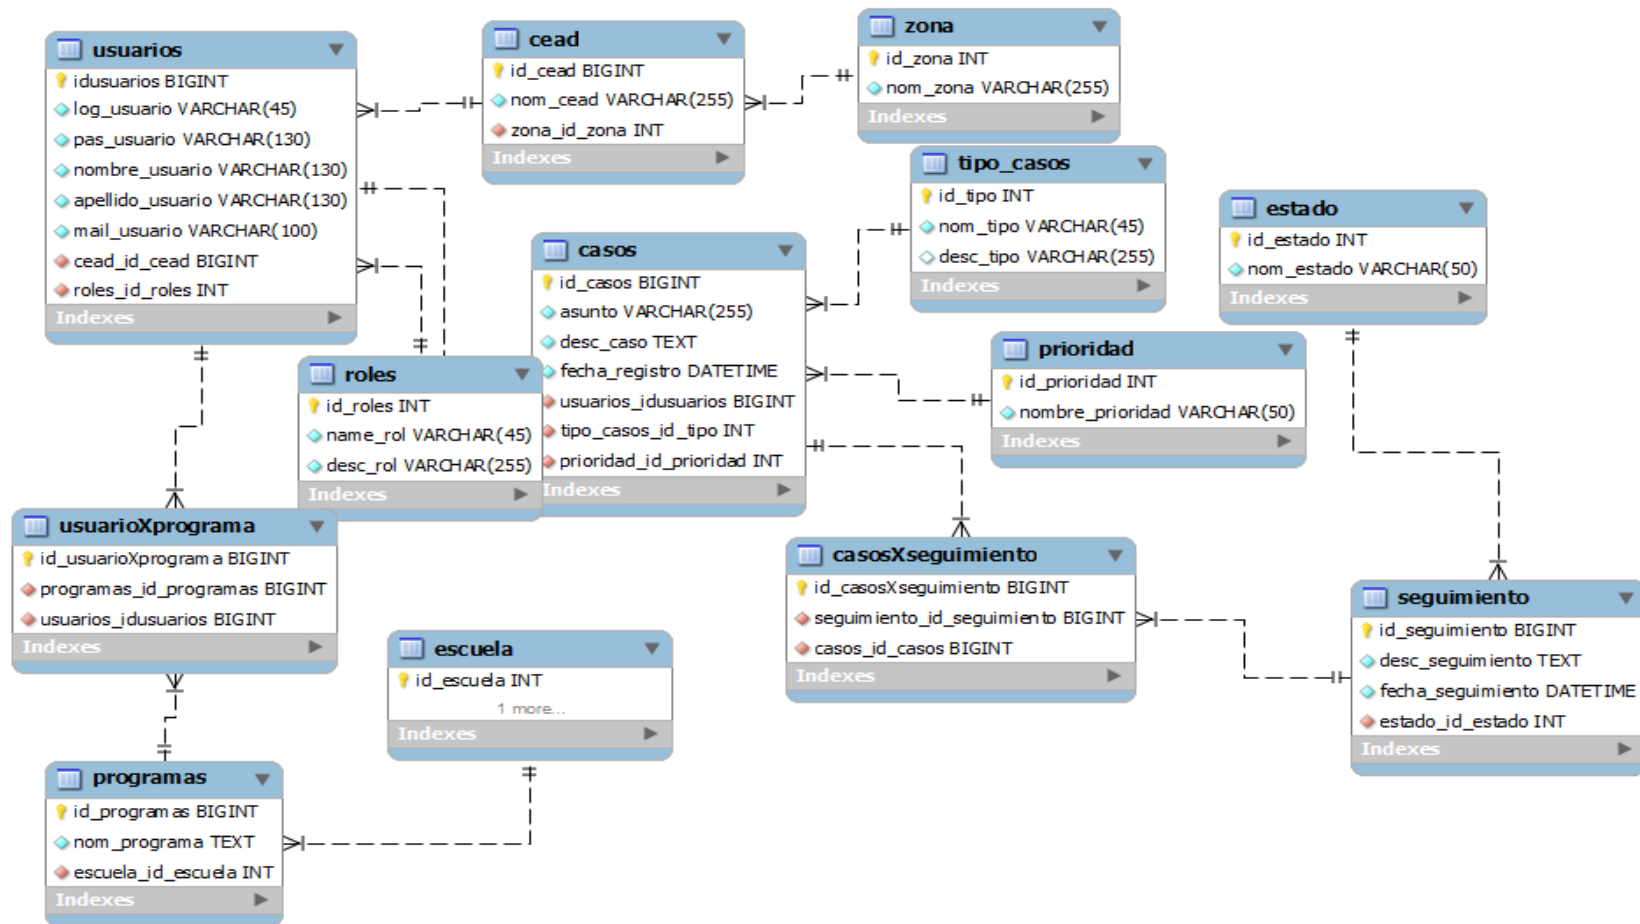 usuarios
idusuarios BIGINT
log_usuario VARCHAR(45)
pas_usuario VARCHAR(130)
nombre_usuario VARCHAR(130)
apellido_usuario VARCHAR(130)
mail_usuario VARCHAR(100)
cead_id_cead BIGINT
roles_id_roles INT
Indexes
cead
id_cead BIGINT
nom_cead VARCHAR(255)
zona_id_zona INT
Indexes
zona
id_zona INT
nom_zona VARCHAR(255)
Indexes
tipo_casos
id_tipo INT
nom_tipo VARCHAR(45)
desc_tipo VARCHAR(255)
Indexes
estado
id_estado INT
nom_estado VARCHAR(50)
Indexes
casos
id_casos BIGINT
asunto VARCHAR(255)
desc_caso TEXT
fecha_registro DATETIME
usuarios_idusuarios BIGINT
tipo_casos_id_tipo INT
prioridad_id_prioridad INT
Indexes
prioridad
id_prioridad INT
nombre_prioridad VARCHAR(50)
Indexes
roles
id_roles INT
name_rol VARCHAR(45)
desc_rol VARCHAR(255)
Indexes
usuarioXprograma
id_usuarioXprograma BIGINT
programas_id_programas BIGINT
usuarios_idusuarios BIGINT
Indexes
casosXseguimiento
id_casosXseguimiento BIGINT
seguimiento_id_seguimiento BIGINT
casos_id_casos BIGINT
Indexes
seguimiento
id_seguimiento BIGINT
desc_seguimiento TEXT
fecha_seguimiento DATETIME
estado_id_estado INT
Indexes
escuela
id_escuela INT
1 more...
Indexes
programas
id_programas BIGINT
nom_programa TEXT
escuela_id_escuela INT
Indexes